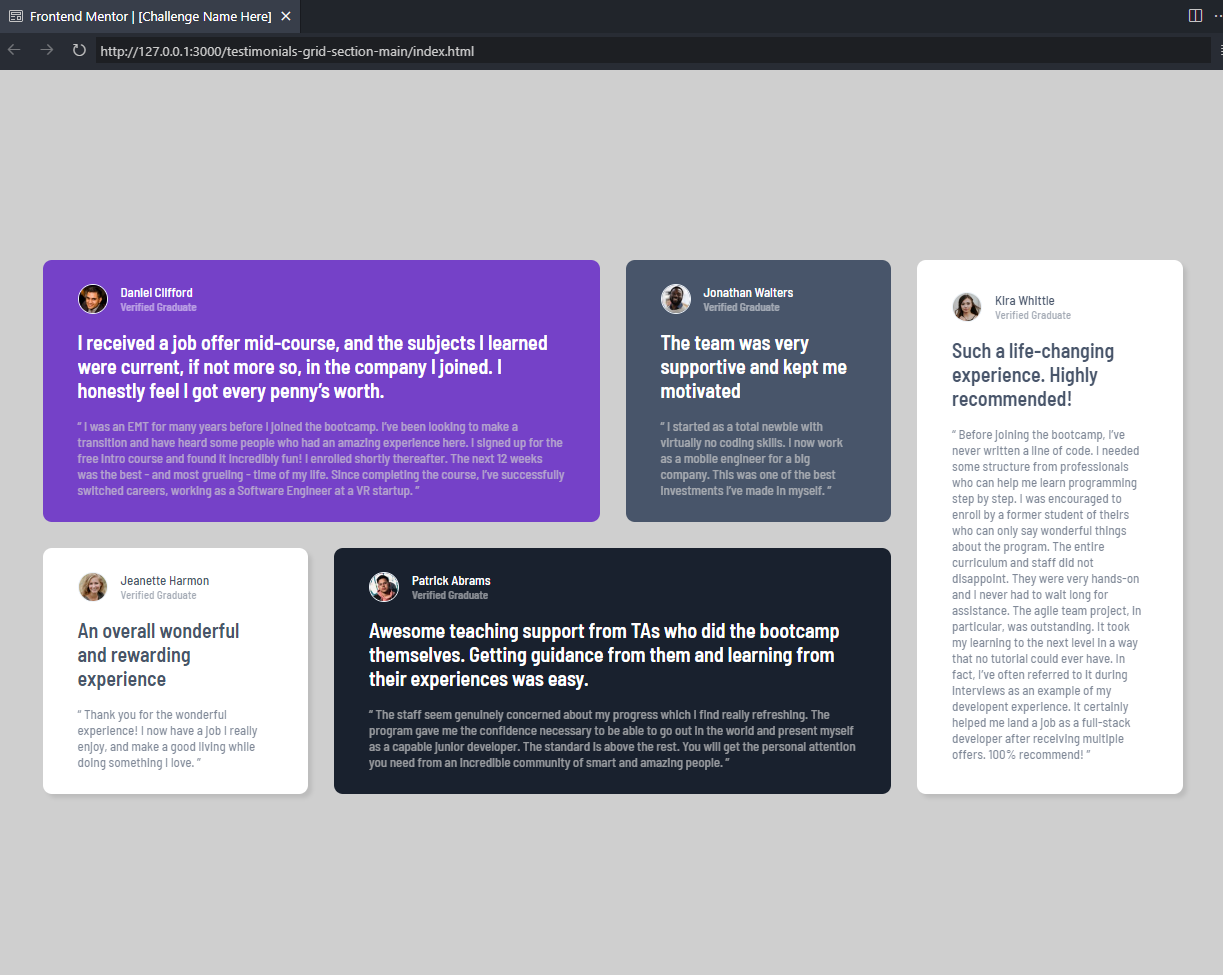 Frontend Mentor | [Challenge Name Here]
http://127.0.0.1:3000/testimonials-grid-section-main/index.html
Daniel Clifford
Verified Graduate
I received a job offer mid-course, and the subjects I learned
were current, if not more so, in the company I joined. I
honestly feel I got every penny’s worth.
“ I was an EMT for many years before I joined the bootcamp. I’ve been looking to make a
transition and have heard some people who had an amazing experience here. I signed up for the
free intro course and found it incredibly fun! I enrolled shortly thereafter. The next 12 weeks
was the best - and most grueling - time of my life. Since completing the course, I’ve successfully
switched careers, working as a Software Engineer at a VR startup. ”
Jonathan Walters
Verified Graduate
The team was very
supportive and kept me
motivated
“ I started as a total newbie with
virtually no coding skills. I now work
as a mobile engineer for a big
company. This was one of the best
investments I’ve made in myself. ”
Kira Whittle
Verified Graduate
Such a life-changing
experience. Highly
recommended!
“ Before joining the bootcamp, I’ve
never written a line of code. I needed
some structure from professionals
who can help me learn programming
step by step. I was encouraged to
enroll by a former student of theirs
who can only say wonderful things
about the program. The entire
curriculum and staff did not
disappoint. They were very hands-on
and I never had to wait long for
assistance. The agile team project, in
particular, was outstanding. It took
my learning to the next level in a way
that no tutorial could ever have. In
fact, I’ve often referred to it during
interviews as an example of my
developent experience. It certainly
helped me land a job as a full-stack
developer after receiving multiple
offers. 100% recommend! ”
Jeanette Harmon
Verified Graduate
An overall wonderful
and rewarding
experience
“ Thank you for the wonderful
experience! I now have a job I really
enjoy, and make a good living while
doing something I love. ”
Patrick Abrams
Verified Graduate
Awesome teaching support from TAs who did the bootcamp
themselves. Getting guidance from them and learning from
their experiences was easy.
“ The staff seem genuinely concerned about my progress which I find really refreshing. The
program gave me the confidence necessary to be able to go out in the world and present myself
as a capable junior developer. The standard is above the rest. You will get the personal attention
you need from an incredible community of smart and amazing people. ”